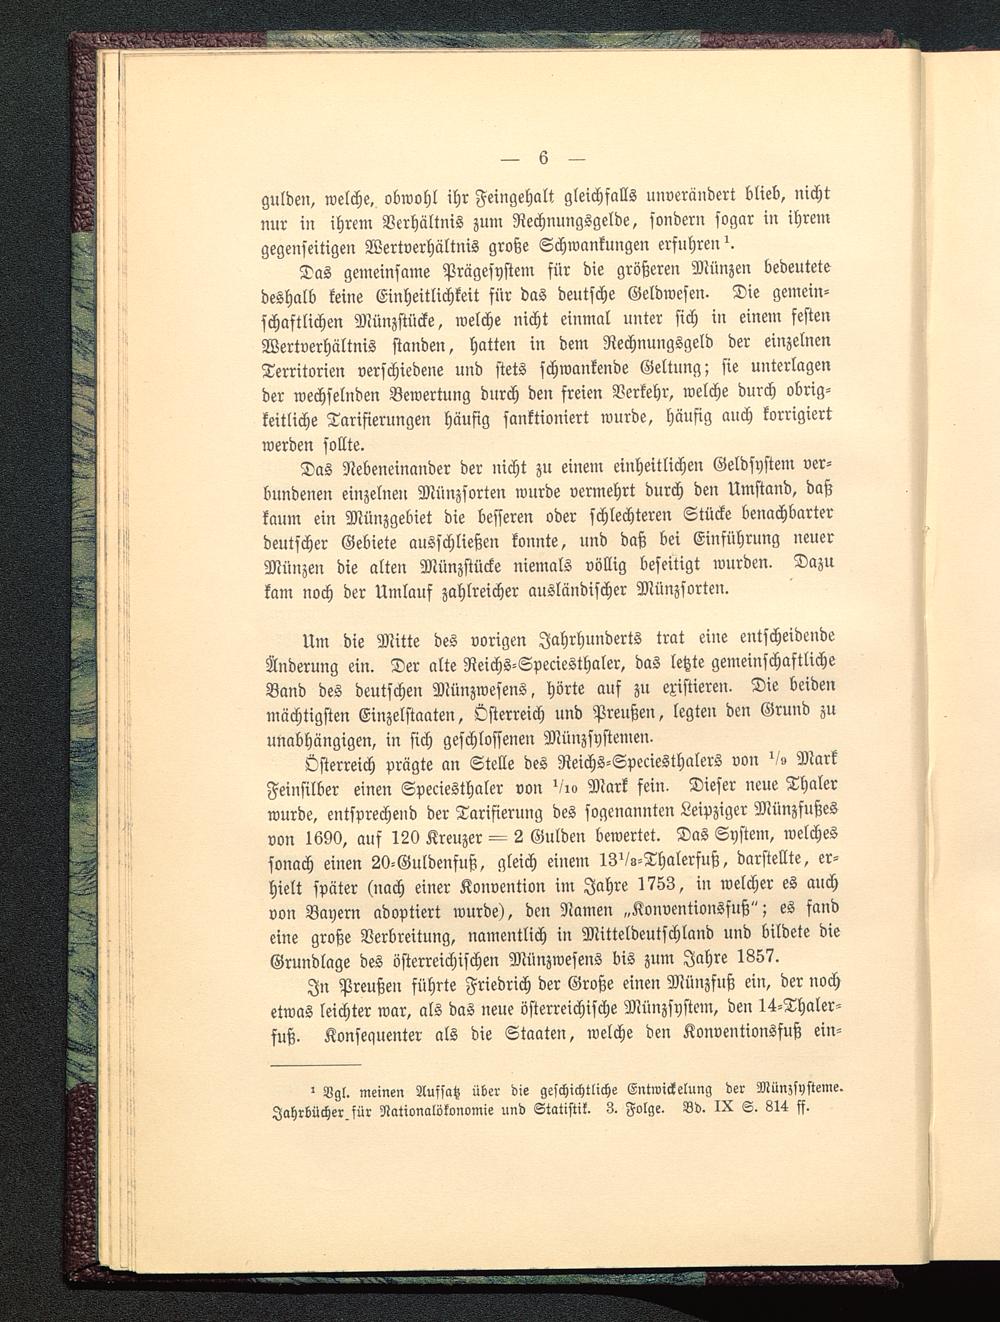 — 6 —
gulden, welche, obwohl ihr Feingehalt gleichfalls unverändert blieb, nicht
nur in ihrem Verhältnis zum Rechnungsgelde, sondern sogar in ihrem
gegenseitigen Wertverhältnis große Schwankungen erfuhren¹.
Das gemeinsame Prägesystem für die größeren Münzen bedeutete
deshalb keine Einheitlichkeit für das deutsche Geldwesen. Die gemein-
schaftlichen Münzstücke, welche nicht einmal unter sich in einem festen
Wertverhältnis standen, hatten in dem Rechnungsgeld der einzelnen
Territorien verschiedene und stets schwankende Geltung; sie unterlagen
der wechselnden Bewertung durch den freien Verkehr, welche durch obrig-
keitliche Tarifierungen häufig sanktioniert wurde, häufig auch korrigiert
werden sollte.
Das Nebeneinander der nicht zu einem einheitlichen Geldsystem ver-
bundenen einzelnen Münzsorten wurde vermehrt durch den Umstand, daß
kaum ein Münzgebiet die besseren oder schlechteren Stücke benachbarter
deutscher Gebiete ausschließen konnte, und daß bei Einführung neuer
Münzen die alten Münzstücke niemals völlig beseitigt wurden. Dazu
kam noch der Umlauf zahlreicher ausländischer Münzsorten.
Um die Mitte des vorigen Jahrhunderts trat eine entscheidende
Änderung ein. Der alte Reichs-Speciesthaler, das letzte gemeinschaftliche
Band des deutschen Münzwesens, hörte auf zu existieren. Die beiden
mächtigsten Einzelstaaten, Österreich und Preußen, legten den Grund zu
unabhängigen, in sich geschlossenen Münzsystemen.
Österreich prägte an Stelle des Reichs-Speciesthalers von 1/9 Mark
Feinsilber einen Speciesthaler von 1/10 Mark fein. Dieser neue Thaler
wurde, entsprechend der Tarifierung des sogenannten Leipziger Münzfußes
von 1690, auf 120 Kreuzer = 2 Gulden bewertet. Das System, welches
sonach einen 20-Guldenfuß, gleich einem 13¹/₃-Thalerfuß, darstellte, er-
hielt später (nach einer Konvention im Jahre 1753, in welcher es auch
von Bayern adoptiert wurde), den Namen „Konventionsfuß“; es fand
eine große Verbreitung, namentlich in Mitteldeutschland und bildete die
Grundlage des österreichischen Münzwesens bis zum Jahre 1857.
In Preußen führte Friedrich der Große einen Münzfuß ein, der noch
etwas leichter war, als das neue österreichische Münzsystem, den 14-Thaler-
fuß. Konsequenter als die Staaten, welche den Konventionsfuß ein-
¹ Vgl. meinen Aufsatz über die geschichtliche Entwickelung der Münzsysteme.
Jahrbücher für Nationalökonomie und Statistik. 3. Folge. Bd. IX S. 814 ff.